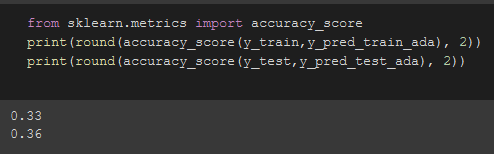 from sklearn.metrics import accuracy_score
print(round(accuracy_score(y_train,y_pred_train_ada), 2))
print(round(accuracy_score(y_test,y_pred_test_ada), 2))
0.33
0.36